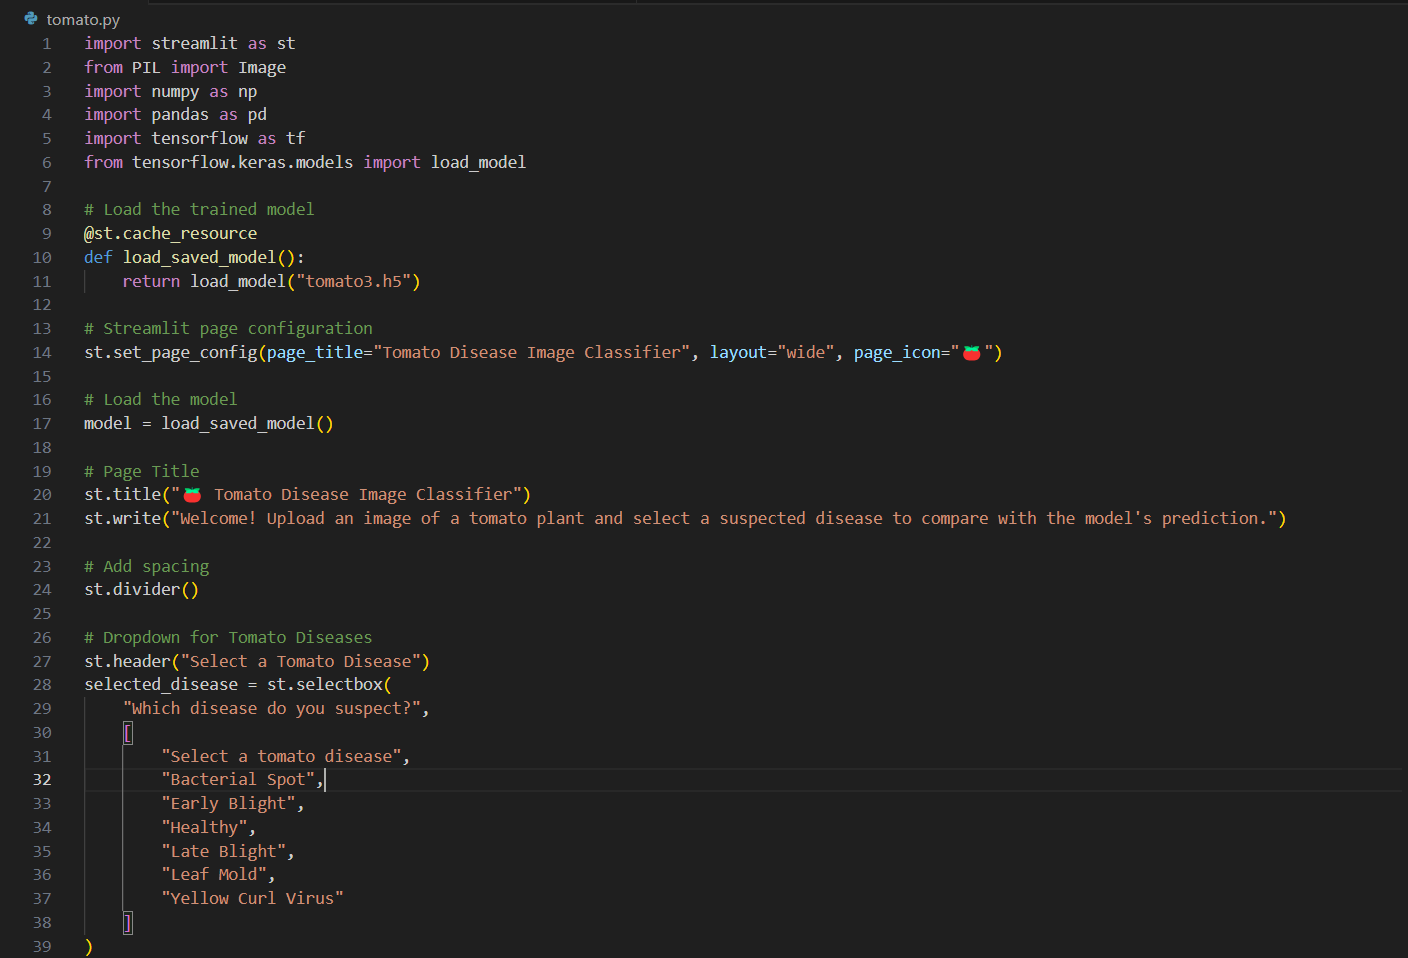 tomato.py
1 import streamlit as st
2 from PIL import Image
3 import numpy as np
4 import pandas as pd
5 import tensorflow as tf
6 from tensorflow.keras.models import load_model
7
8 # Load the trained model
9 @st.cache_resource
10 def load_saved_model():
11     return load_model("tomato3.h5")
12
13 # Streamlit page configuration
14 st.set_page_config(page_title="Tomato Disease Image Classifier", layout="wide", page_icon="🍅")
15
16 # Load the model
17 model = load_saved_model()
18
19 # Page Title
20 st.title("🍅 Tomato Disease Image Classifier")
21 st.write("Welcome! Upload an image of a tomato plant and select a suspected disease to compare with the model's prediction.")
22
23 # Add spacing
24 st.divider()
25
26 # Dropdown for Tomato Diseases
27 st.header("Select a Tomato Disease")
28 selected_disease = st.selectbox(
29     "Which disease do you suspect?",
30     [
31         "Select a tomato disease",
32         "Bacterial Spot",
33         "Early Blight",
34         "Healthy",
35         "Late Blight",
36         "Leaf Mold",
37         "Yellow Curl Virus"
38     ]
39 )